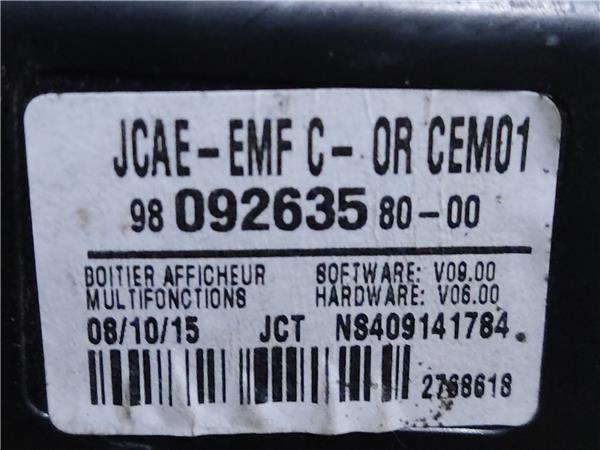 JCAE-EMF C- OR CEM01
98 092635 80-00
BOITIER AFFICHEUR SOFTWARE: V09.00
MULTIFONCTIONS HARDWARE: V06.00
08/10/15 JCT NS409141784
2768618